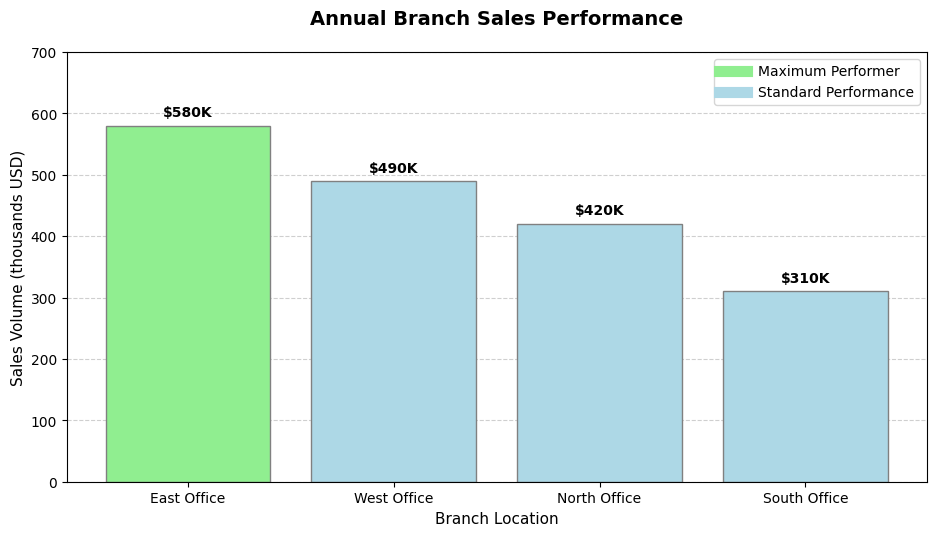 Annual Branch Sales Performance
Maximum Performer
Standard Performance
Sales Volume (thousands USD)
700
600
500
400
300
200
100
0
$580K
$490K
$420K
$310K
East Office
West Office
North Office
South Office
Branch Location